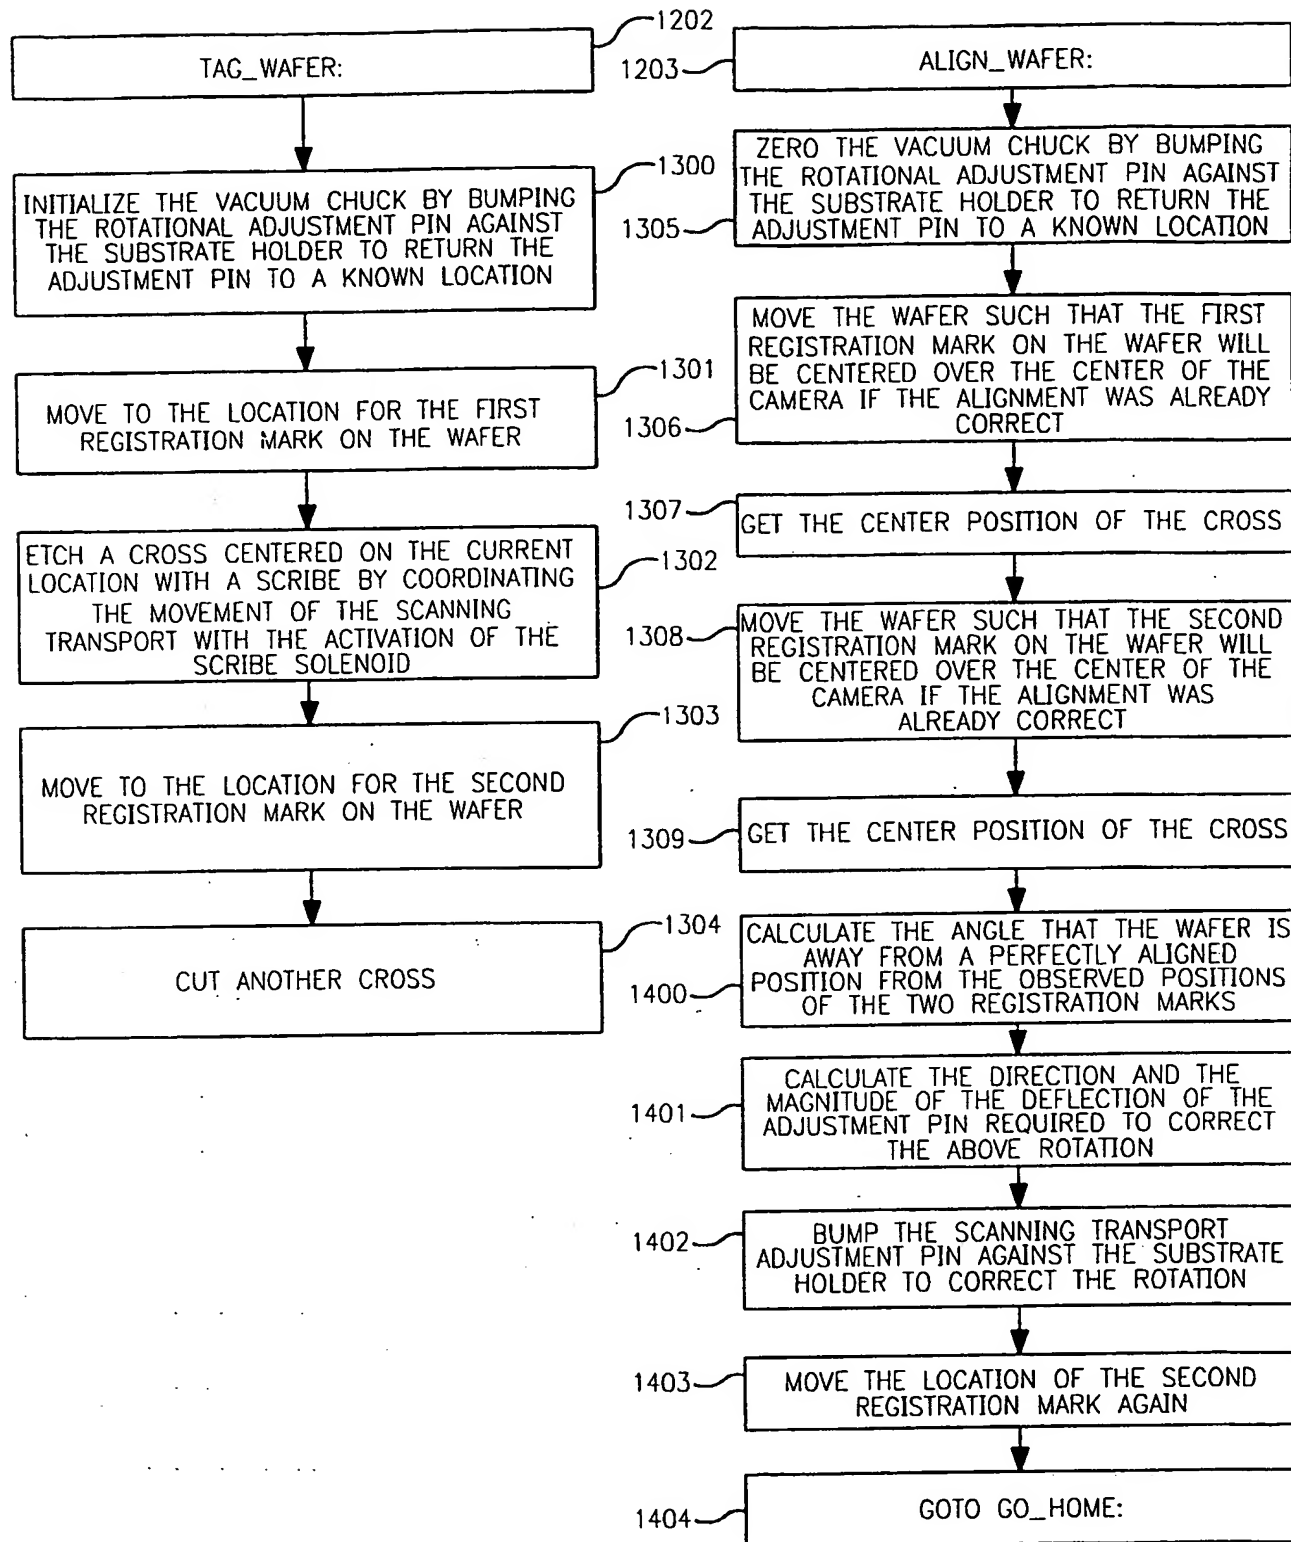 1202
TAG_WAFER:
1300
INITIALIZE THE VACUUM CHUCK BY BUMPING
THE ROTATIONAL ADJUSTMENT PIN AGAINST
THE SUBSTRATE HOLDER TO RETURN THE
ADJUSTMENT PIN TO A KNOWN LOCATION
1301
MOVE TO THE LOCATION FOR THE FIRST
REGISTRATION MARK ON THE WAFER
1302
ETCH A CROSS CENTERED ON THE CURRENT
LOCATION WITH A SCRIBE BY COORDINATING
THE MOVEMENT OF THE SCANNING
TRANSPORT WITH THE ACTIVATION OF THE
SCRIBE SOLENOID
1303
MOVE TO THE LOCATION FOR THE SECOND
REGISTRATION MARK ON THE WAFER
1304
CUT ANOTHER CROSS
1203
ALIGN_WAFER:
ZERO THE VACUUM CHUCK BY BUMPING
THE ROTATIONAL ADJUSTMENT PIN AGAINST
THE SUBSTRATE HOLDER TO RETURN THE
ADJUSTMENT PIN TO A KNOWN LOCATION
1305
MOVE THE WAFER SUCH THAT THE FIRST
REGISTRATION MARK ON THE WAFER WILL
BE CENTERED OVER THE CENTER OF THE
CAMERA IF THE ALIGNMENT WAS ALREADY
CORRECT
1306
1307
GET THE CENTER POSITION OF THE CROSS
1308
MOVE THE WAFER SUCH THAT THE SECOND
REGISTRATION MARK ON THE WAFER WILL
BE CENTERED OVER THE CENTER OF THE
CAMERA IF THE ALIGNMENT WAS
ALREADY CORRECT
1309
GET THE CENTER POSITION OF THE CROSS
CALCULATE THE ANGLE THAT THE WAFER IS
AWAY FROM A PERFECTLY ALIGNED
POSITION FROM THE OBSERVED POSITIONS
OF THE TWO REGISTRATION MARKS
1400
CALCULATE THE DIRECTION AND THE
MAGNITUDE OF THE DEFLECTION OF THE
ADJUSTMENT PIN REQUIRED TO CORRECT
THE ABOVE ROTATION
1401
BUMP THE SCANNING TRANSPORT
ADJUSTMENT PIN AGAINST THE SUBSTRATE
HOLDER TO CORRECT THE ROTATION
1402
MOVE THE LOCATION OF THE SECOND
REGISTRATION MARK AGAIN
1403
GOTO GO_HOME:
1404